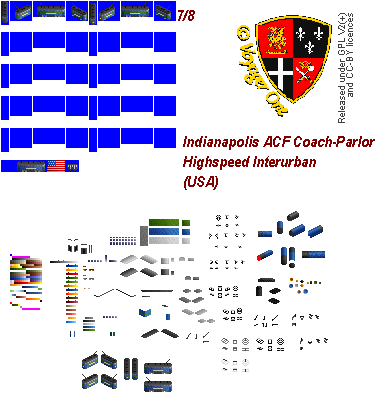 7/8
© Voyager One
Released under GPL V2(+)
and CC-BY licences
Indianapolis ACF Coach-Parlor
Highspeed Interurban
(USA)